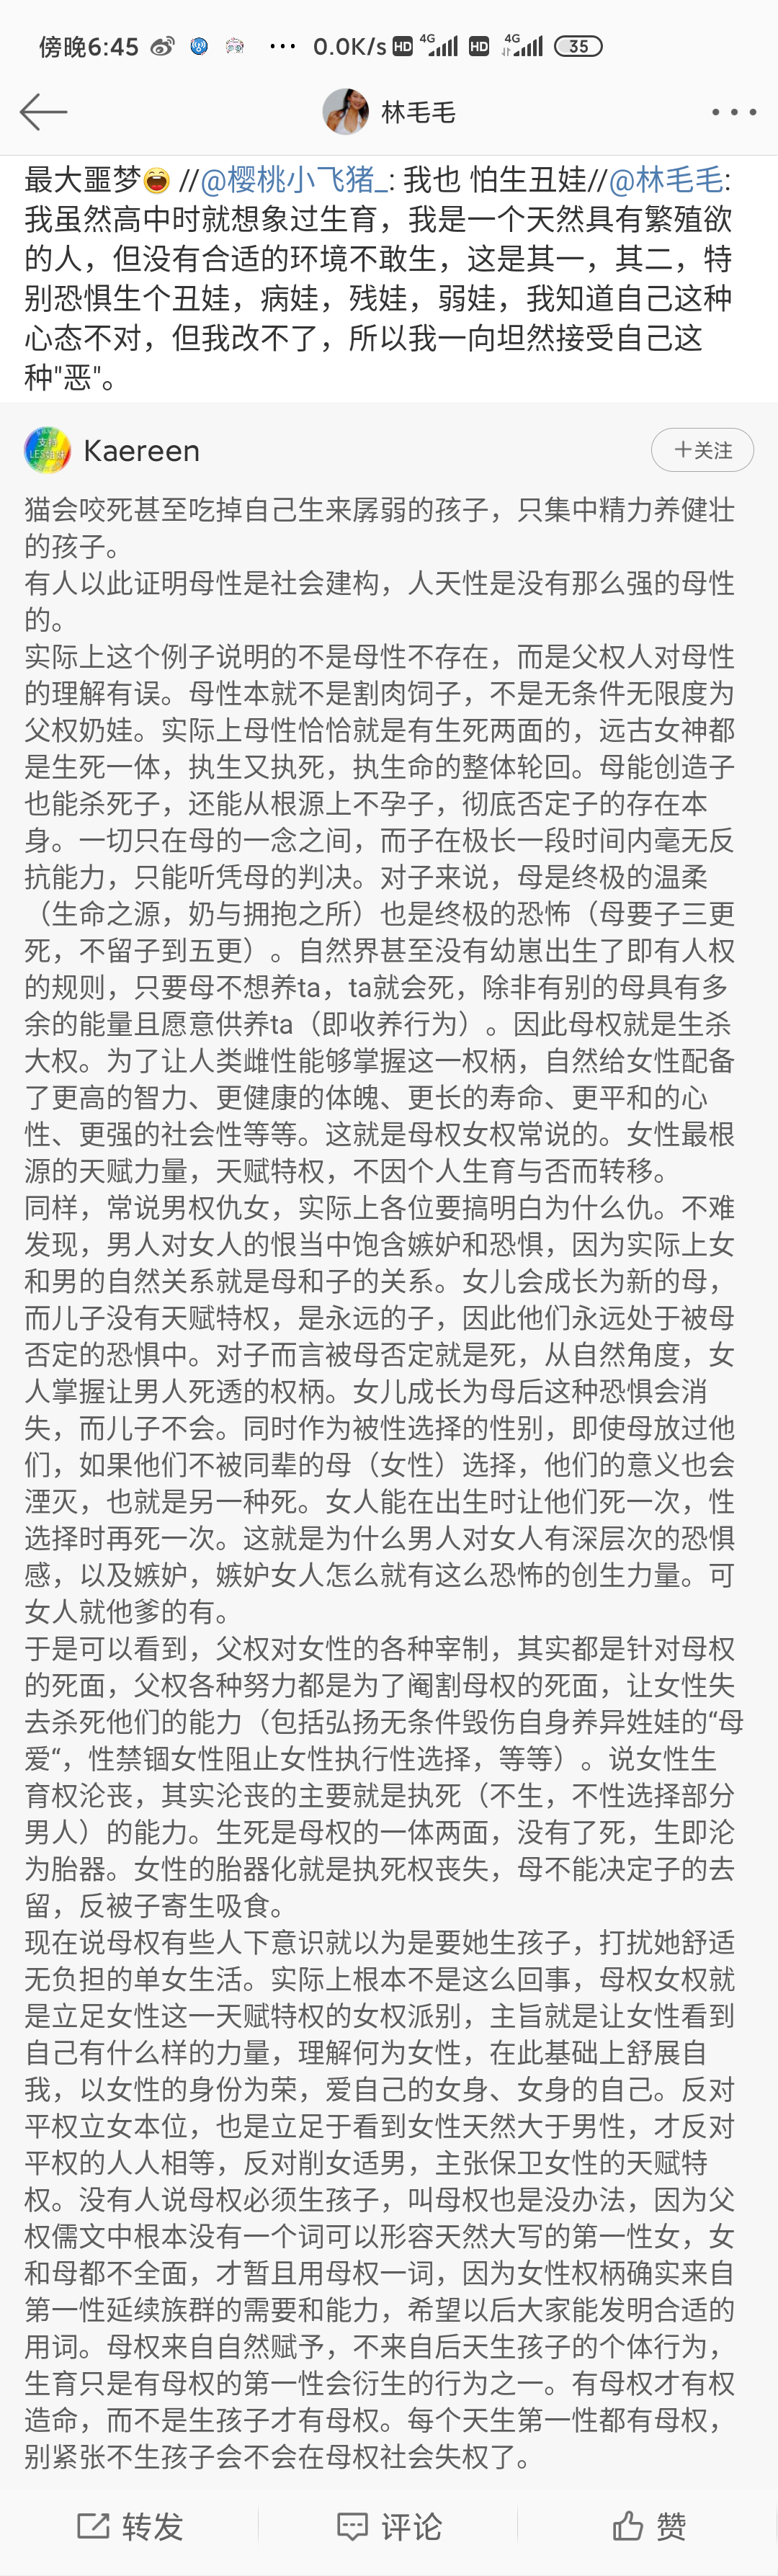 傍晚6:45 ... 0.0K/s HD 4G HD 4G 35
林毛毛
最大噩梦😄 //@樱桃小飞猪_: 我也 怕生丑娃//@林毛毛:
我虽然高中时就想象过生育，我是一个天然具有繁殖欲
的人，但没有合适的环境不敢生，这是其一，其二，特
别恐惧生个丑娃，病娃，残娃，弱娃，我知道自己这种
心态不对，但我改不了，所以我一向坦然接受自己这
种"恶"。
支持
LES姐妹
Kaereen
+关注
猫会咬死甚至吃掉自己生来孱弱的孩子，只集中精力养健壮
的孩子。
有人以此证明母性是社会建构，人天性是没有那么强的母性
的。
实际上这个例子说明的不是母性不存在，而是父权人对母性
的理解有误。母性本就不是割肉饲子，不是无条件无限度为
父权奶娃。实际上母性恰恰就是有生死两面的，远古女神都
是生死一体，执生又执死，执生命的整体轮回。母能创造子
也能杀死子，还能从根源上不孕子，彻底否定子的存在本
身。一切只在母的一念之间，而子在极长一段时间内毫无反
抗能力，只能听凭母的判决。对子来说，母是终极的温柔
（生命之源，奶与拥抱之所）也是终极的恐怖（母要子三更
死，不留子到五更）。自然界甚至没有幼崽出生了即有人权
的规则，只要母不想养ta，ta就会死，除非有别的母具有多
余的能量且愿意供养ta（即收养行为）。因此母权就是生杀
大权。为了让人类雌性能够掌握这一权柄，自然给女性配备
了更高的智力、更健康的体魄、更长的寿命、更平和的心
性、更强的社会性等等。这就是母权女权常说的。女性最根
源的天赋力量，天赋特权，不因个人生育与否而转移。
同样，常说男权仇女，实际上各位要搞明白为什么仇。不难
发现，男人对女人的恨当中饱含嫉妒和恐惧，因为实际上女
和男的自然关系就是母和子的关系。女儿会成长为新的母，
而儿子没有天赋特权，是永远的子，因此他们永远处于被母
否定的恐惧中。对子而言被母否定就是死，从自然角度，女
人掌握让男人死透的权柄。女儿成长为母后这种恐惧会消
失，而儿子不会。同时作为被性选择的性别，即使母放过他
们，如果他们不被同辈的母（女性）选择，他们的意义也会
湮灭，也就是另一种死。女人能在出生时让他们死一次，性
选择时再死一次。这就是为什么男人对女人有深层次的恐惧
感，以及嫉妒，嫉妒女人怎么就有这么恐怖的创生力量。可
女人就他爹的有。
于是可以看到，父权对女性的各种宰制，其实都是针对母权
的死面，父权各种努力都是为了阉割母权的死面，让女性失
去杀死他们的能力（包括弘扬无条件毁伤自身养异姓娃的“母
爱“，性禁锢女性阻止女性执行性选择，等等）。说女性生
育权沦丧，其实沦丧的主要就是执死（不生，不性选择部分
男人）的能力。生死是母权的一体两面，没有了死，生即沦
为胎器。女性的胎器化就是执死权丧失，母不能决定子的去
留，反被子寄生吸食。
现在说母权有些人下意识就以为是要她生孩子，打扰她舒适
无负担的单女生活。实际上根本不是这么回事，母权女权就
是立足女性这一天赋特权的女权派别，主旨就是让女性看到
自己有什么样的力量，理解何为女性，在此基础上舒展自
我，以女性的身份为荣，爱自己的女身、女身的自己。反对
平权立女本位，也是立足于看到女性天然大于男性，才反对
平权的人人相等，反对削女适男，主张保卫女性的天赋特
权。没有人说母权必须生孩子，叫母权也是没办法，因为父
权儒文中根本没有一个词可以形容天然大写的第一性女，女
和母都不全面，才暂且用母权一词，因为女性权柄确实来自
第一性延续族群的需要和能力，希望以后大家能发明合适的
用词。母权来自自然赋予，不来自后天生孩子的个体行为，
生育只是有母权的第一性会衍生的行为之一。有母权才有权
造命，而不是生孩子才有母权。每个天生第一性都有母权，
别紧张不生孩子会不会在母权社会失权了。
转发
评论
赞